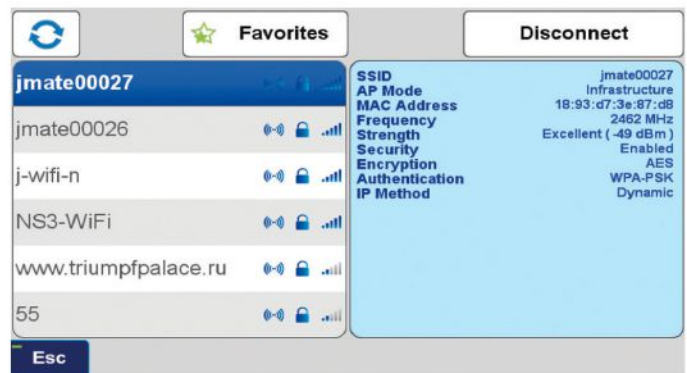 Favorites
Disconnect
jmate00027
jmate00026
j-wifi-n
NS3-WiFi
www.triumpfpalace.ru
55
SSID jmate00027
AP Mode Infrastructure
MAC Address 18:93:d7:3e:87:d8
Frequency 2462 MHz
Strength Excellent ( -49 dBm )
Security Enabled
Encryption AES
Authentication WPA-PSK
IP Method Dynamic
Esc